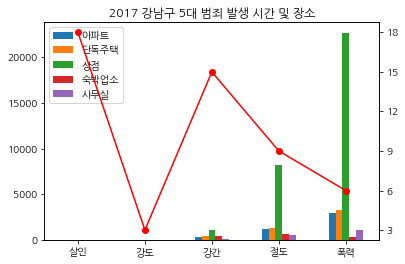 2017 강남구 5대 범죄 발생 시간 및 장소
아파트
단독주택
상점
숙박업소
사무실
20000
15000
10000
5000
0
18
15
12
9
6
3
살인 강도 강간 절도 폭력